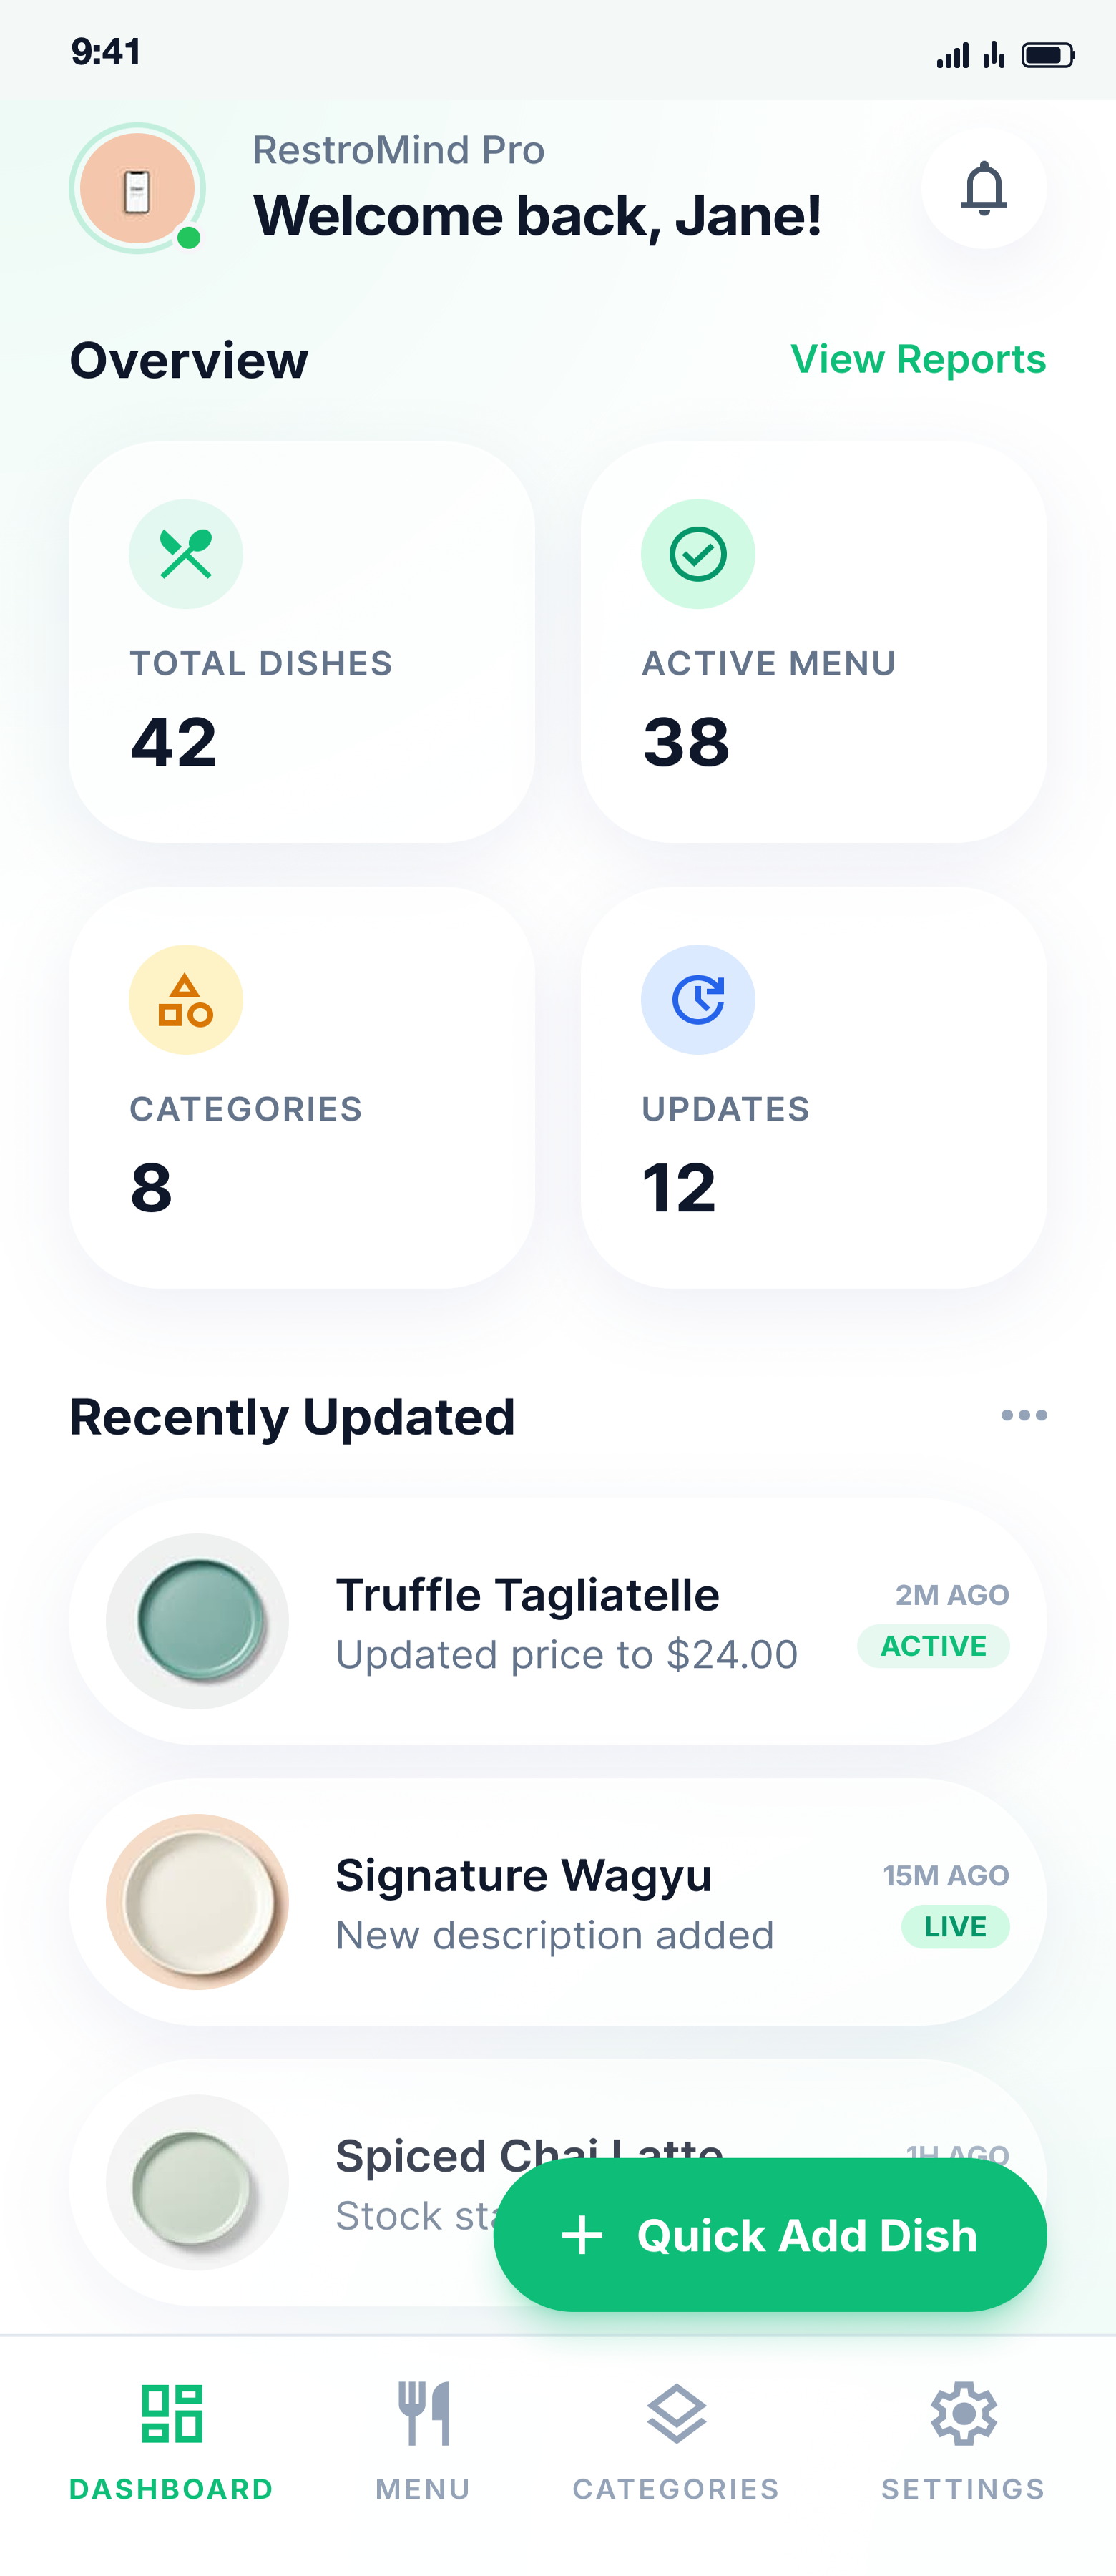 9:41
RestroMind Pro
Welcome back, Jane!
Overview
View Reports
TOTAL DISHES
42
ACTIVE MENU
38
CATEGORIES
8
UPDATES
12
Recently Updated
Truffle Tagliatelle
2M AGO
Updated price to $24.00
ACTIVE
Signature Wagyu
15M AGO
New description added
LIVE
Spiced Chai Latte
1H AGO
Stock
Quick Add Dish
DASHBOARD
MENU
CATEGORIES
SETTINGS